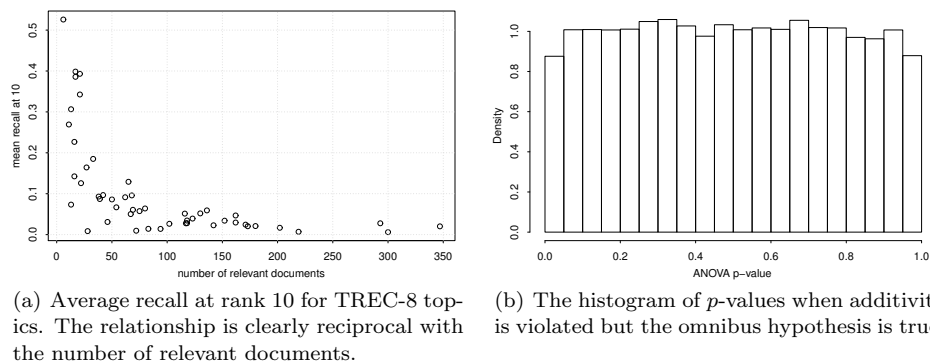 mean recall at 10
0.0 0.1 0.2 0.3 0.4 0.5
0 50 100 150 200 250 300 350
number of relevant documents
Density
0.0 0.2 0.4 0.6 0.8 1.0
0.0 0.2 0.4 0.6 0.8 1.0
ANOVA p−value
(a) Average recall at rank 10 for TREC-8 top-
ics. The relationship is clearly reciprocal with
the number of relevant documents.
(b) The histogram of p-values when additivit
is violated but the omnibus hypothesis is tru